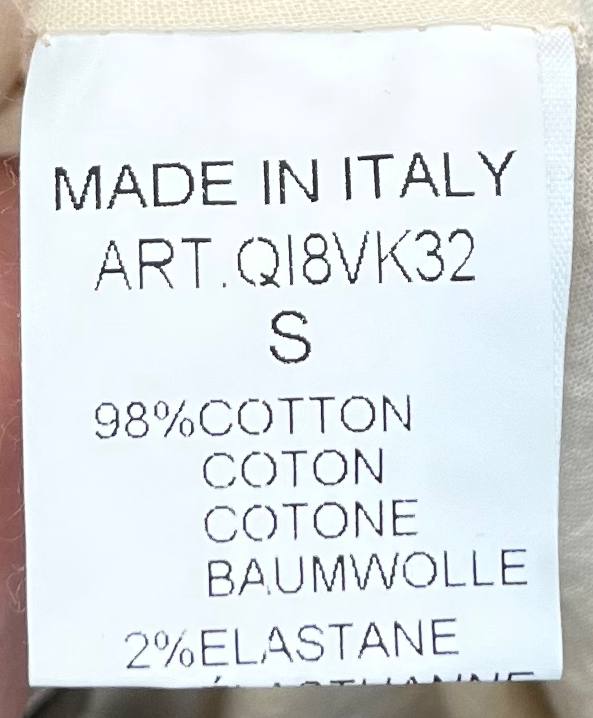 MADE IN ITALY
ART.QI8VK32
S
98%COTTON
COTON
COTONE
BAUMWOLLE
2%ELASTANE